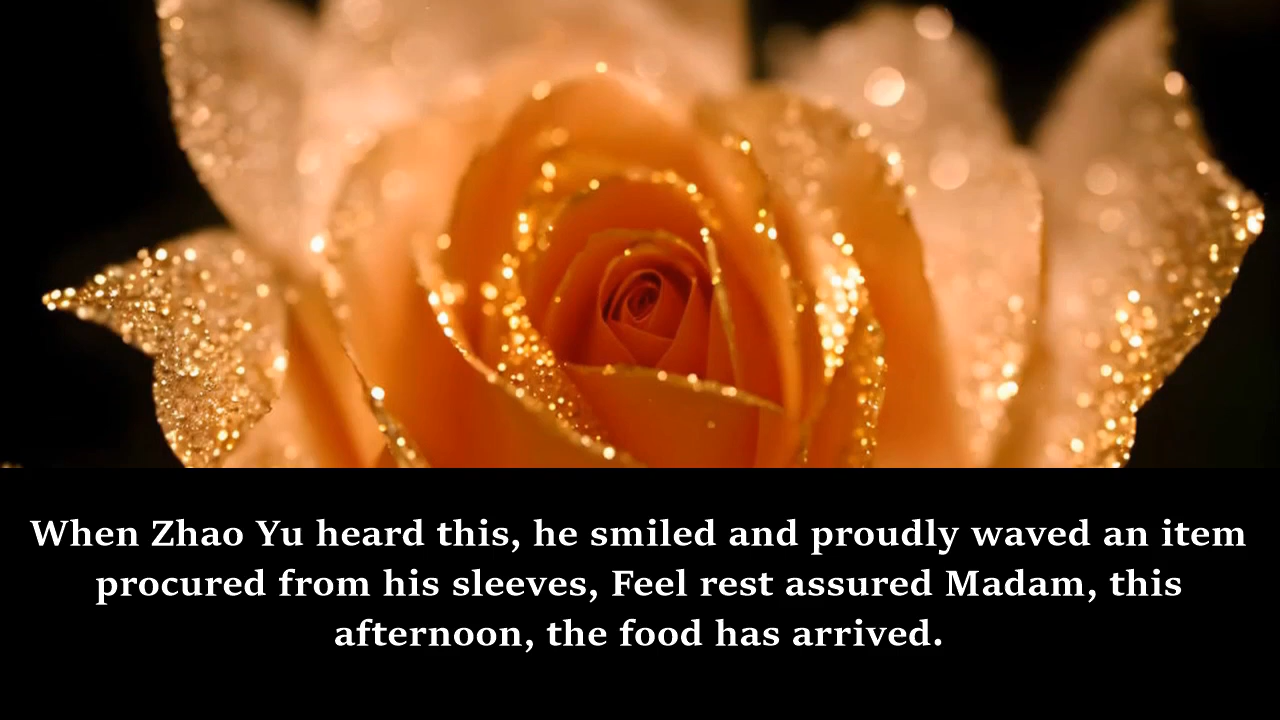 When Zhao Yu heard this, he smiled and proudly waved an item
procured from his sleeves, Feel rest assured Madam, this
afternoon, the food has arrived.